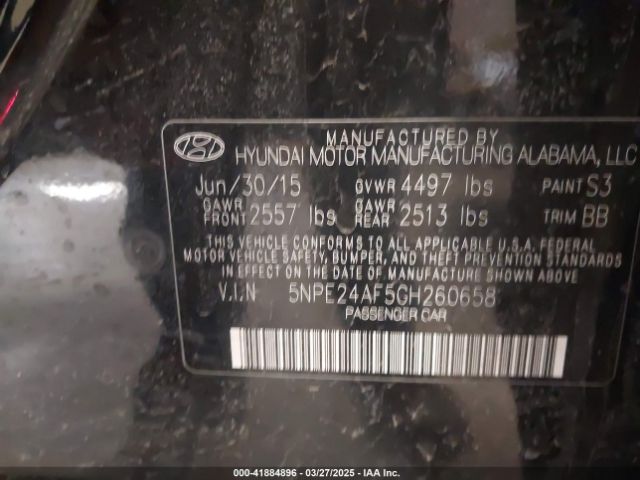 MANUFACTURED BY
HYUNDAI MOTOR MANUFACTURING ALABAMA, LLC
Jun/30/15 GVWR 4497 lbs PAINT S3
GAWR FRONT 2557 lbs GAWR REAR 2513 lbs TRIM BB
THIS VEHICLE CONFORMS TO ALL APPLICABLE U.S.A. FEDERAL
MOTOR VEHICLE SAFETY, BUMPER, AND THEFT PREVENTION STANDARDS
IN EFFECT ON THE DATE OF MANUFACTURE SHOWN ABOVE.
V.I.N 5NPE24AF5GH260658
PASSENGER CAR
000-41884896 • 03/27/2025 • IAA Inc.